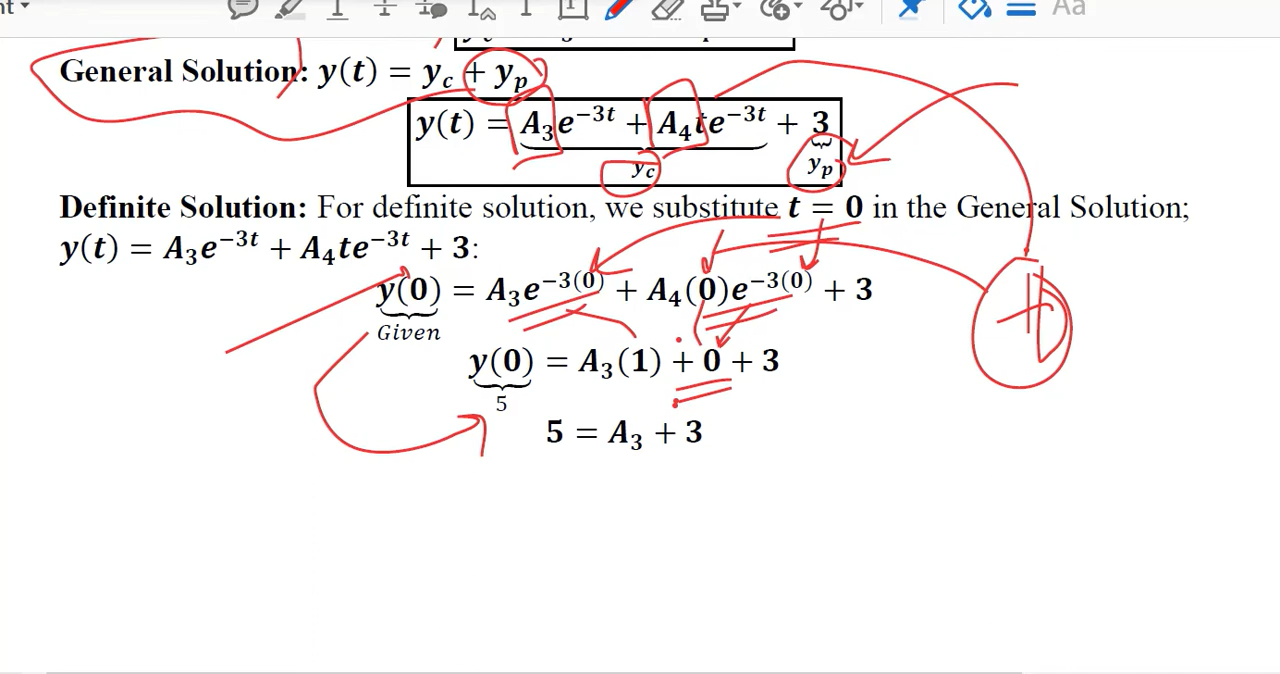 nt
Aa
General Solution: y(t) = y_c + y_p
y(t) = A_3e^{-3t} + A_4te^{-3t} + 3
y_c y_p
Definite Solution: For definite solution, we substitute t = 0 in the General Solution;
y(t) = A_3e^{-3t} + A_4te^{-3t} + 3:
y(0) = A_3e^{-3(0)} + A_4(0)e^{-3(0)} + 3
Given
y(0) = A_3(1) + 0 + 3
5
5 = A_3 + 3